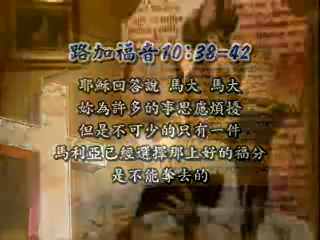 路加福音10:38-42
耶穌回答說 馬大 馬大
妳為許多的事思慮煩擾
但是不可少的只有一件
馬利亞已經選擇那上好的福分
是不能奪去的